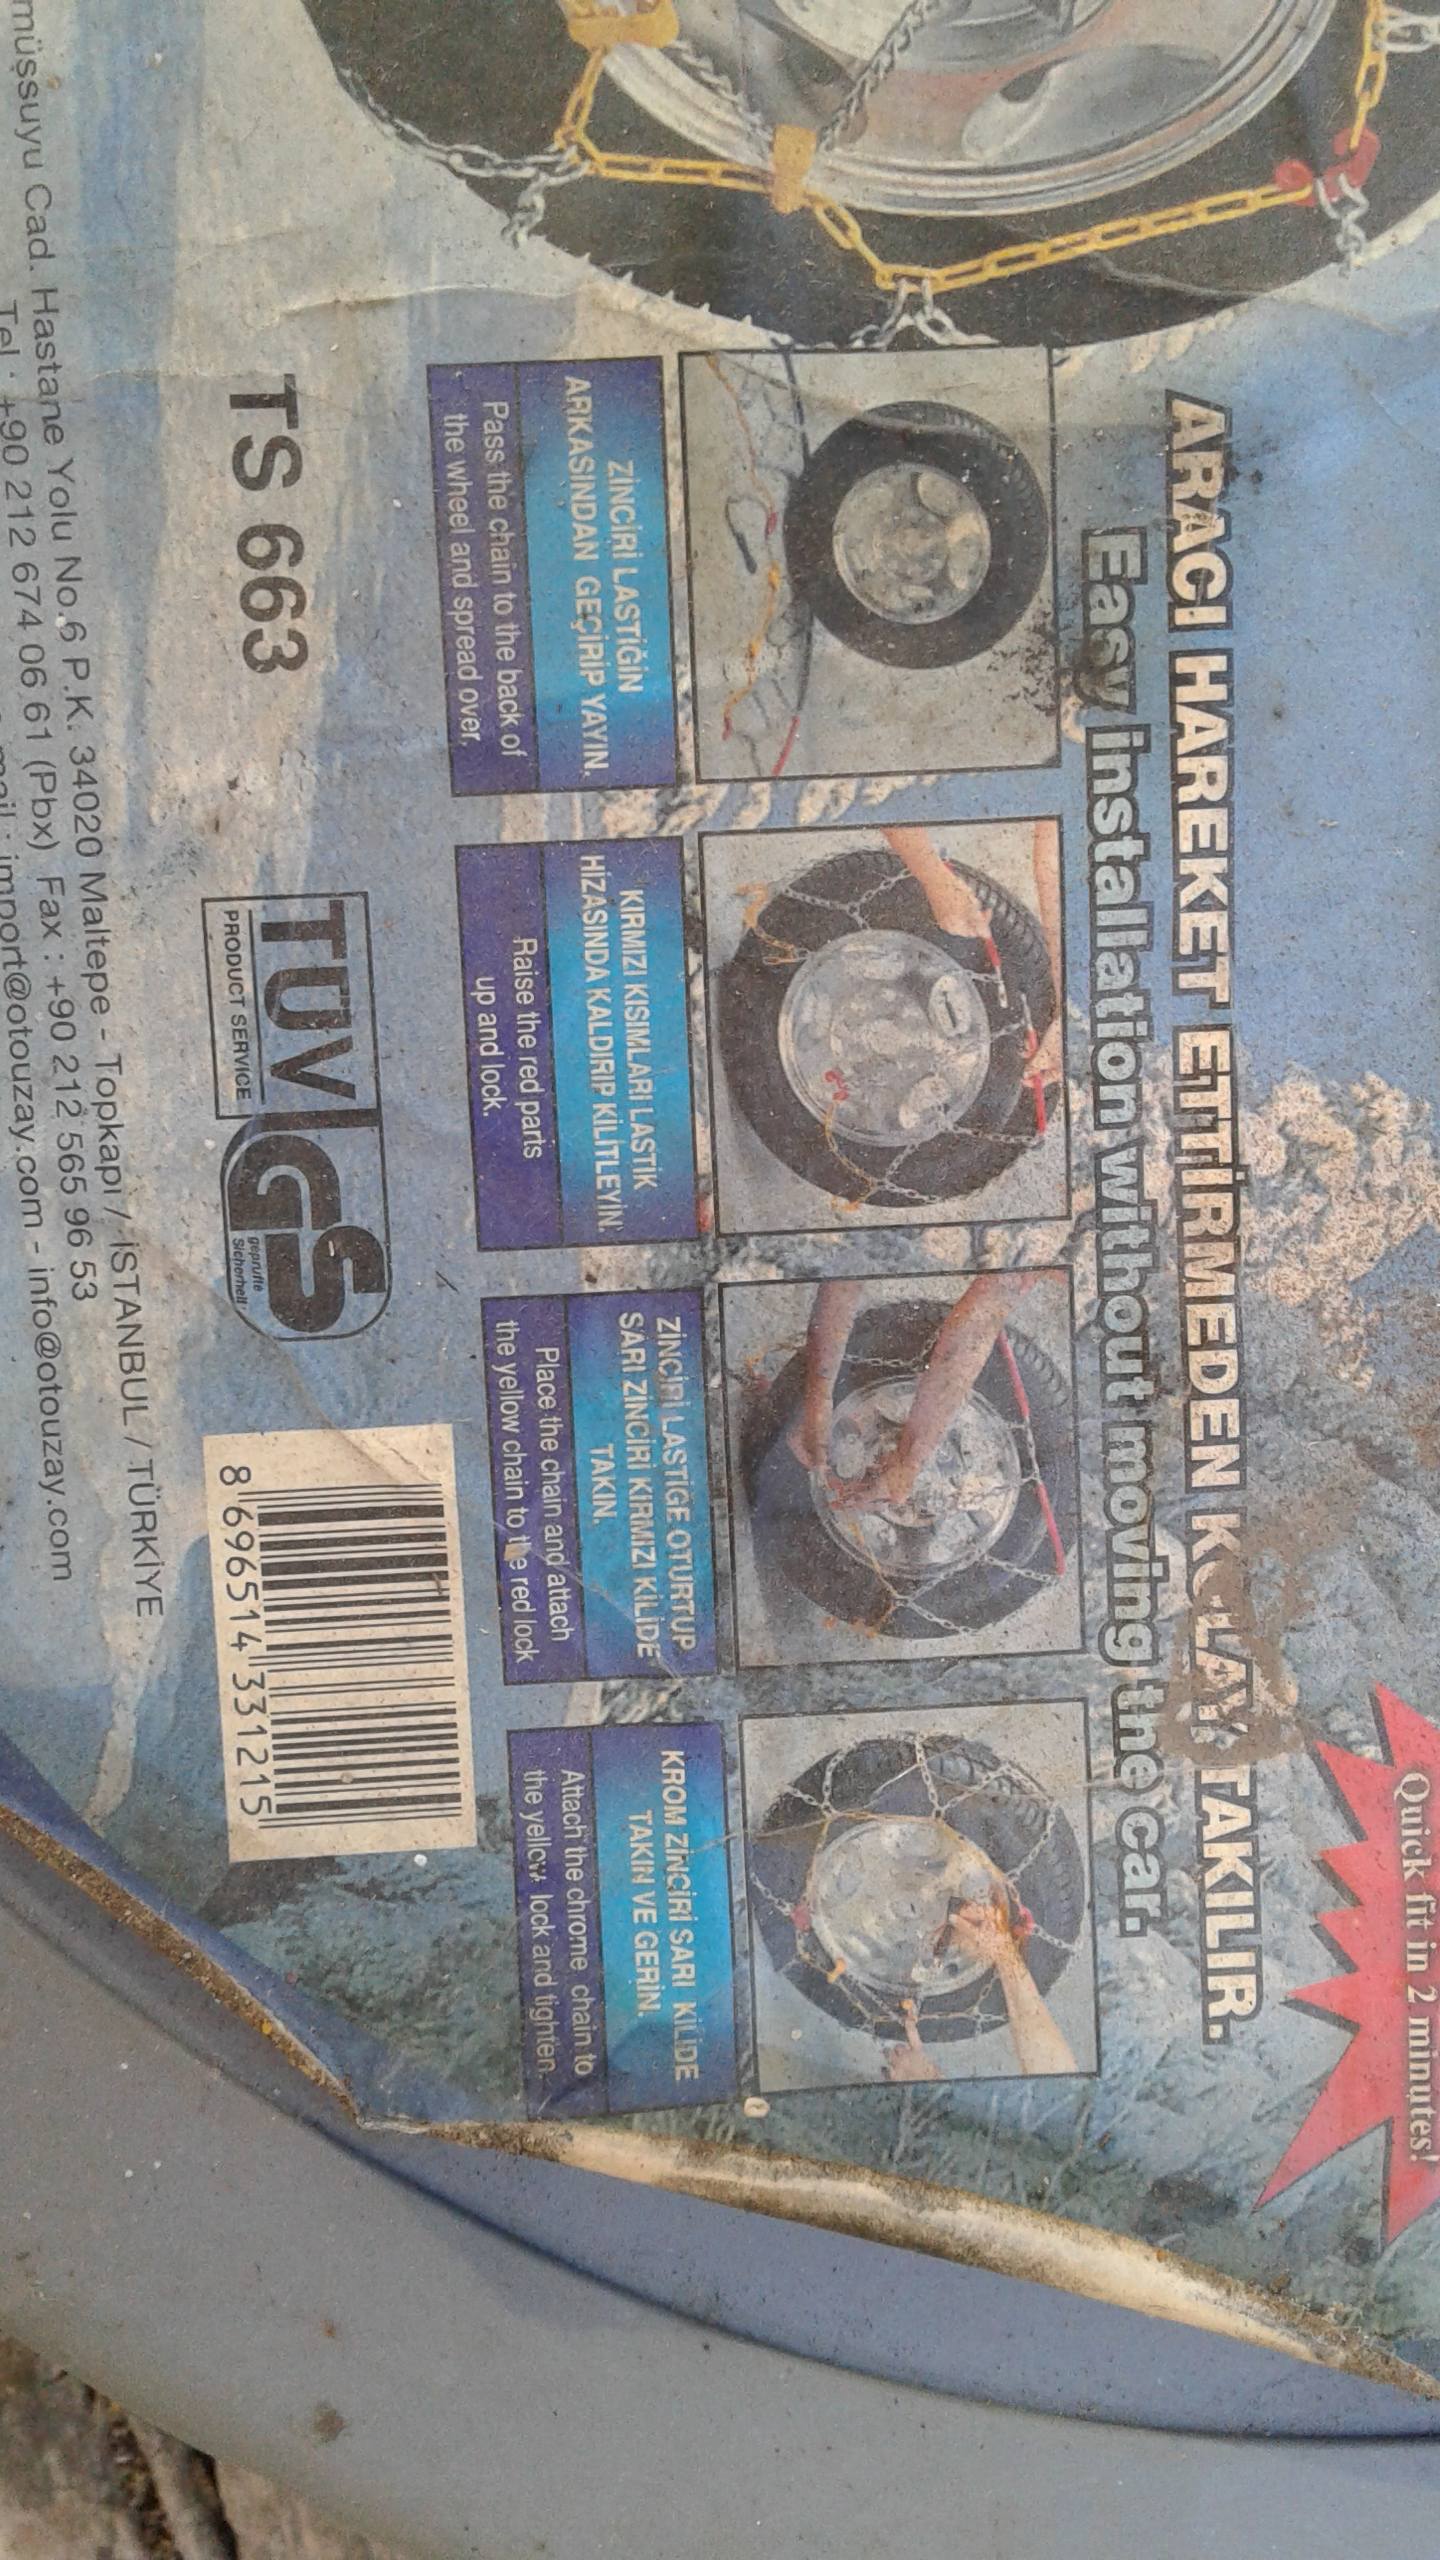 Quick fit in 2 minutes!
ARACI HAREKET ETTİRMEDEN KOLAY TAKILIR.
Easy installation without moving the car.
ZİNCİRİ LASTİĞİN
ARKASINDAN GEÇİRİP YAYIN.
Pass the chain to the back of
the wheel and spread over.
KIRMIZI KISIMLARI LASTİK
HİZASINDA KALDIRIP KİLİTLEYİN.
Raise the red parts
up and lock.
ZİNCİRİ LASTİGE OTURTUP
SARI ZİNCİRİ KIRMIZI KİLİDE
TAKIN.
Place the chain and attach
the yellow chain to the red lock
KROM ZİNCİRİ SARI KİLİDE
TAKIN VE GERİN.
Attach the chrome chain to
the yellow lock and tighten.
TS 663
TÜV
PRODUCT SERVICE
GS
geprüfte
Sicherheit
8 696514 331215
müşsuyu Cad. Hastane Yolu No.6 P.K. 34020 Maltepe - Topkapı / İSTANBUL / TÜRKİYE
Tel : +90 212 674 06 61 (Pbx) Fax : +90 212 565 96 53
mail : import@otouzay.com - info@otouzay.com